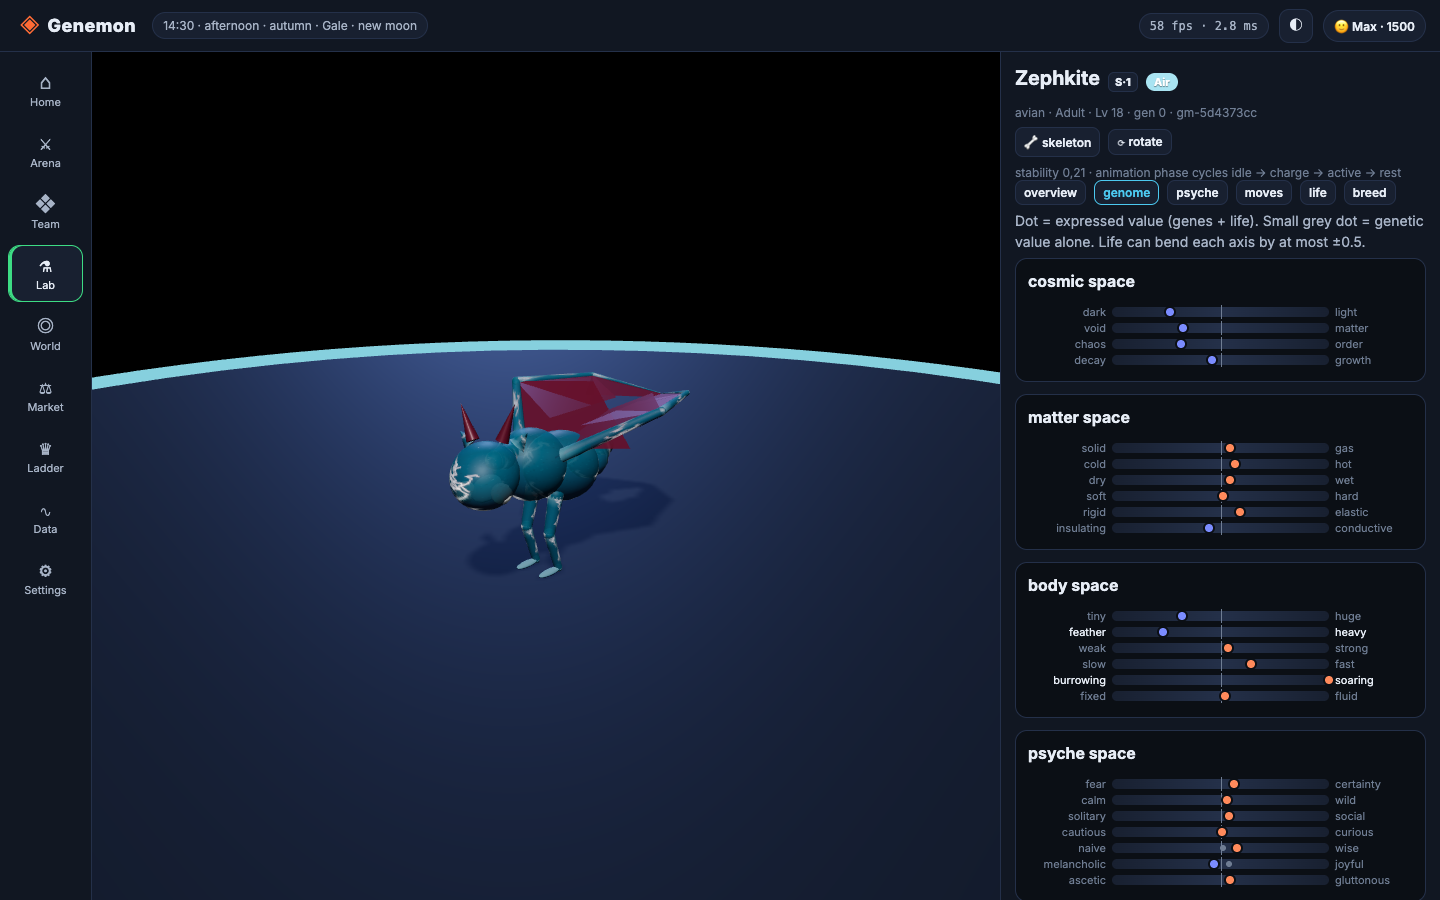 Genemon
14:30 · afternoon · autumn · Gale · new moon
58 fps · 2.8 ms
Max · 1500
Home
Arena
Team
Lab
World
Market
Ladder
Data
Settings
Zephkite S·1 Air
avian · Adult · Lv 18 · gen 0 · gm-5d4373cc
skeleton rotate
stability 0,21 · animation phase cycles idle → charge → active → rest
overview genome psyche moves life breed
Dot = expressed value (genes + life). Small grey dot = genetic
value alone. Life can bend each axis by at most ±0.5.
cosmic space
dark light
void matter
chaos order
decay growth
matter space
solid gas
cold hot
dry wet
soft hard
rigid elastic
insulating conductive
body space
tiny huge
feather heavy
weak strong
slow fast
burrowing soaring
fixed fluid
psyche space
fear certainty
calm wild
solitary social
cautious curious
naive wise
melancholic joyful
ascetic gluttonous